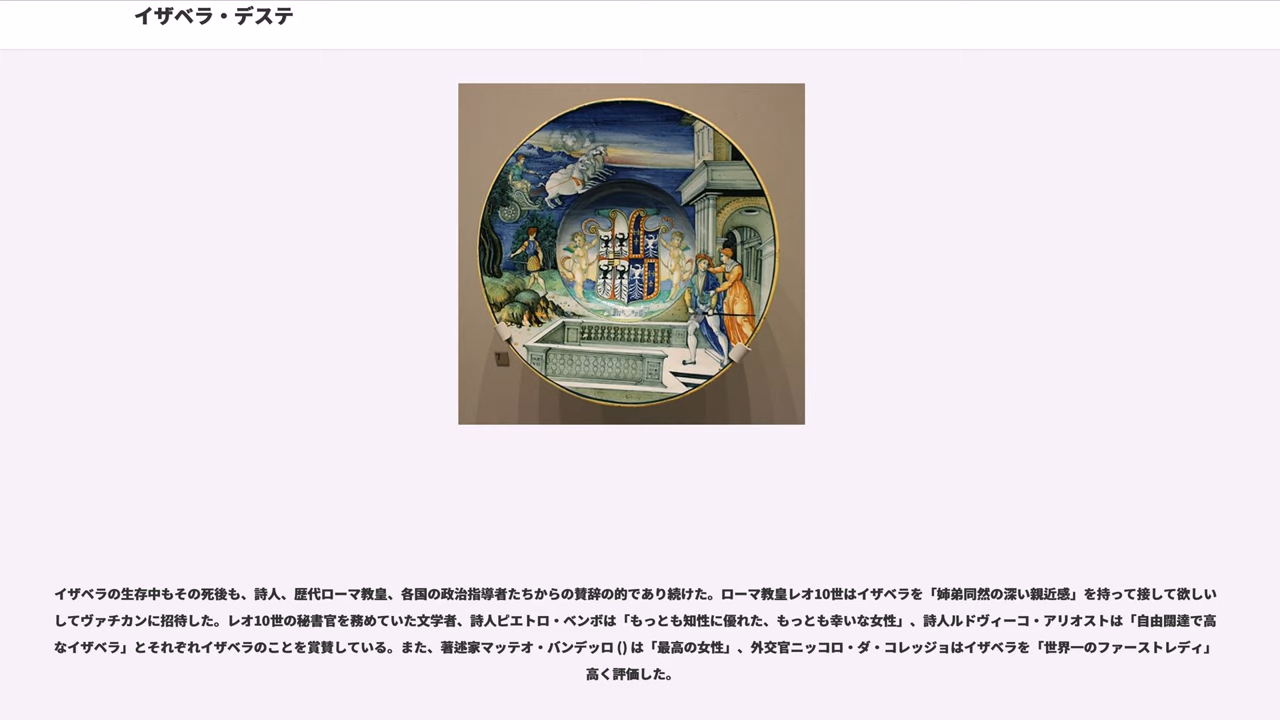 イザベラ・デステ
イザベラの生存中もその死後も、詩人、歴代ローマ教皇、各国の政治指導者たちからの賛辞の的であり続けた。ローマ教皇レオ10世はイザベラを「姉弟同然の深い親近感」を持って接して欲しい
してヴァチカンに招待した。レオ10世の秘書官を務めていた文学者、詩人ピエトロ・ベンボは「もっとも知性に優れた、もっとも幸いな女性」、詩人ルドヴィーコ・アリオストは「自由闊達で高
なイザベラ」とそれぞれイザベラのことを賞賛している。また、著述家マッテオ・バンデッロ () は「最高の女性」、外交官ニッコロ・ダ・コレッジョはイザベラを「世界一のファーストレディ」
高く評価した。